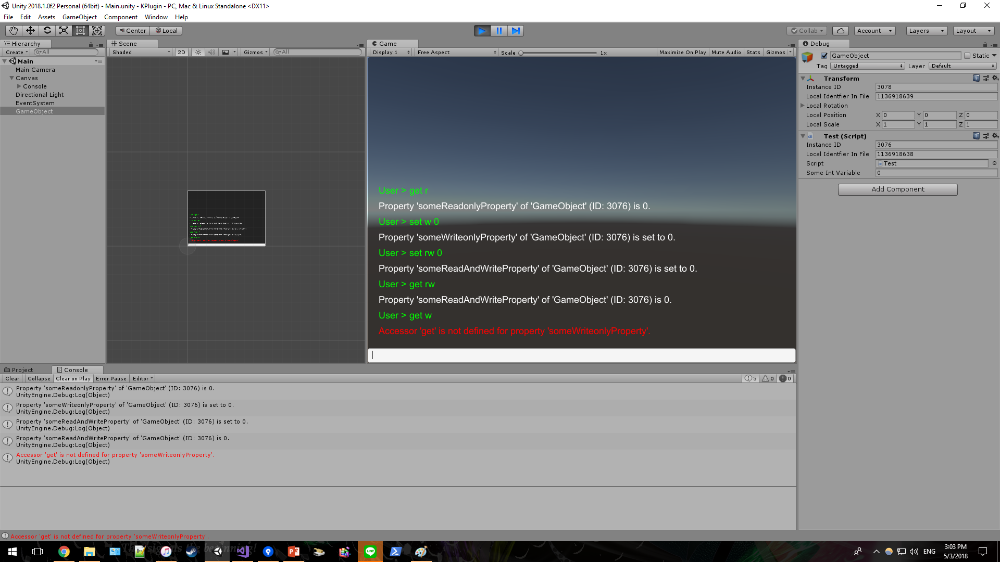 Unity 2018.1.0f2 Personal (64bit) - Main.unity - KPlugin - PC, Mac & Linux Standalone <DX11>
File Edit Assets GameObject Component Window Help
Center Local
Collab Account Layers Layout
Hierarchy
Create All
Main
Main Camera
Canvas
Console
Directional Light
EventSystem
GameObject
Scene
Shaded 2D Gizmos All
Game
Display 1 Free Aspect Scale 1x Maximize On Play Mute Audio Stats Gizmos
User > get r
Property 'someReadonlyProperty' of 'GameObject' (ID: 3076) is 0.
User > set w 0
Property 'someWriteonlyProperty' of 'GameObject' (ID: 3076) is set to 0.
User > set rw 0
Property 'someReadAndWriteProperty' of 'GameObject' (ID: 3076) is set to 0.
User > get rw
Property 'someReadAndWriteProperty' of 'GameObject' (ID: 3076) is 0.
User > get w
Accessor 'get' is not defined for property 'someWriteonlyProperty'.
Debug
GameObject Static
Tag Untagged Layer Default
Transform
Instance ID 3078
Local Identfier In File 1136918639
Local Rotation
Local Position X 0 Y 0 Z 0
Local Scale X 1 Y 1 Z 1
Test (Script)
Instance ID 3076
Local Identfier In File 1136918638
Script Test
Some Int Variable 0
Add Component
Project Console
Clear Collapse Clear on Play Error Pause Editor 5 0 0
Property 'someReadonlyProperty' of 'GameObject' (ID: 3076) is 0.
UnityEngine.Debug:Log(Object)
Property 'someWriteonlyProperty' of 'GameObject' (ID: 3076) is set to 0.
UnityEngine.Debug:Log(Object)
Property 'someReadAndWriteProperty' of 'GameObject' (ID: 3076) is set to 0.
UnityEngine.Debug:Log(Object)
Property 'someReadAndWriteProperty' of 'GameObject' (ID: 3076) is 0.
UnityEngine.Debug:Log(Object)
Accessor 'get' is not defined for property 'someWriteonlyProperty'.
UnityEngine.Debug:Log(Object)
Accessor 'get' is not defined for property 'someWriteonlyProperty'.
LINE
ENG
3:03 PM
5/3/2018